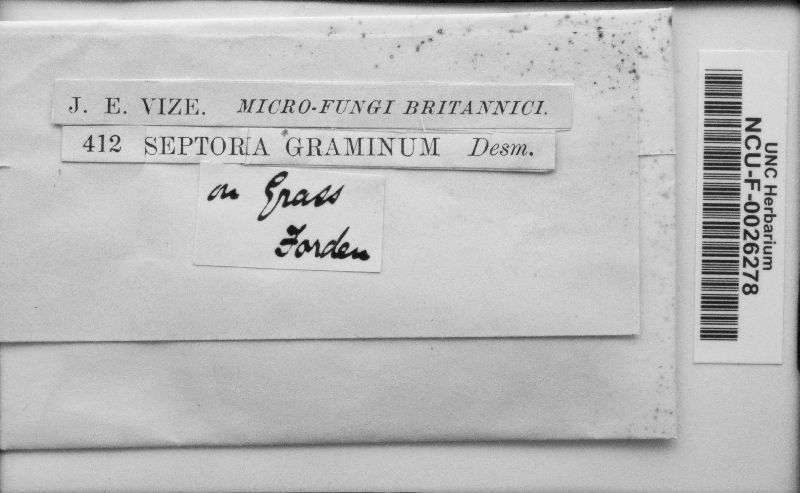 J. E. VIZE. MICRO-FUNGI BRITANNICI.
412 SEPTORIA GRAMINUM Desm.
on Grass
Forden
UNC Herbarium
NCU-F-0026278